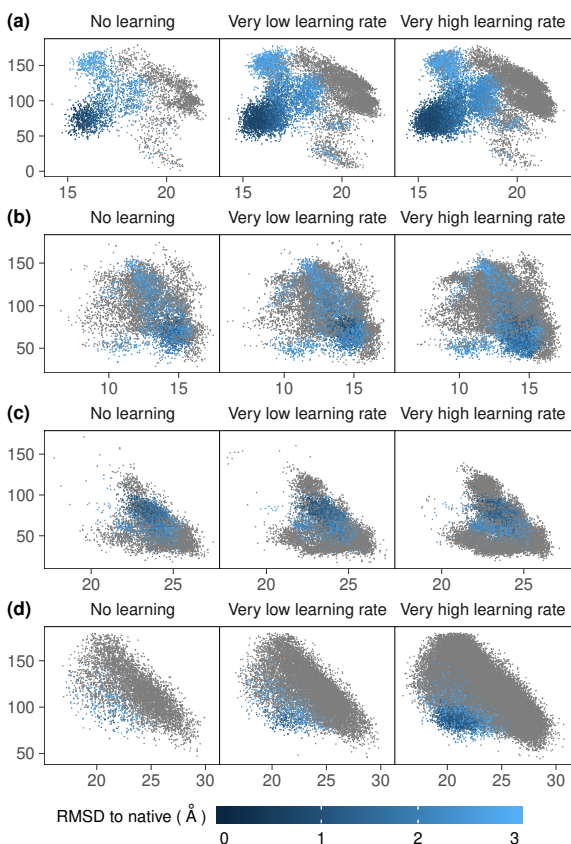 (a) No learning Very low learning rate Very high learning rate
150
100
50
0
15 20 15 20 15 20
(b) No learning Very low learning rate Very high learning rate
150
100
50
10 15 10 15 10 15
(c) No learning Very low learning rate Very high learning rate
150
100
50
20 25 20 25 20 25
(d) No learning Very low learning rate Very high learning rate
150
100
50
20 25 30 20 25 30 20 25 30
RMSD to native ( Å )
0 1 2 3